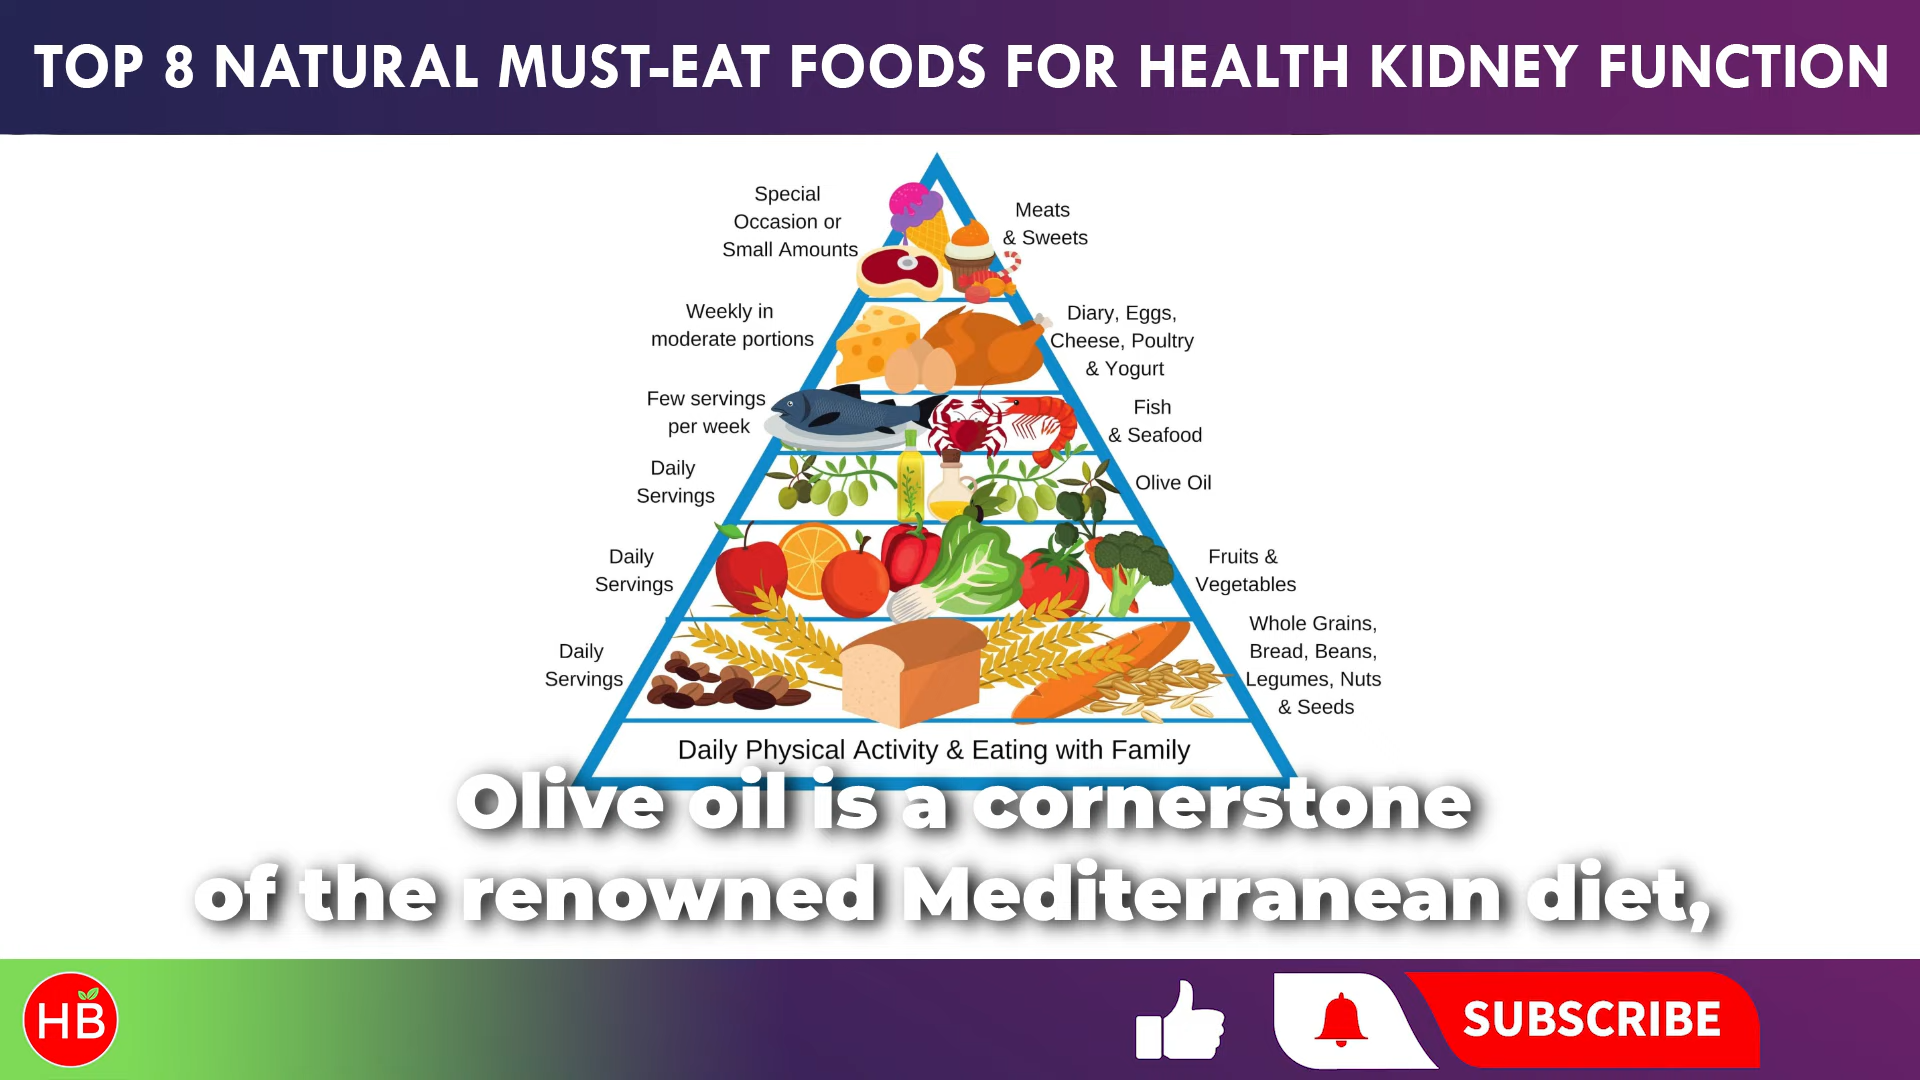 TOP 8 NATURAL MUST-EAT FOODS FOR HEALTH KIDNEY FUNCTION
Special
Occasion or
Small Amounts
Meats
& Sweets
Weekly in
moderate portions
Diary, Eggs,
Cheese, Poultry
& Yogurt
Few servings
per week
Fish
& Seafood
Daily
Servings
Olive Oil
Daily
Servings
Fruits &
Vegetables
Daily
Servings
Whole Grains,
Bread, Beans,
Legumes, Nuts
& Seeds
Daily Physical Activity & Eating with Family
Olive oil is a cornerstone
of the renowned Mediterranean diet,
HB
SUBSCRIBE